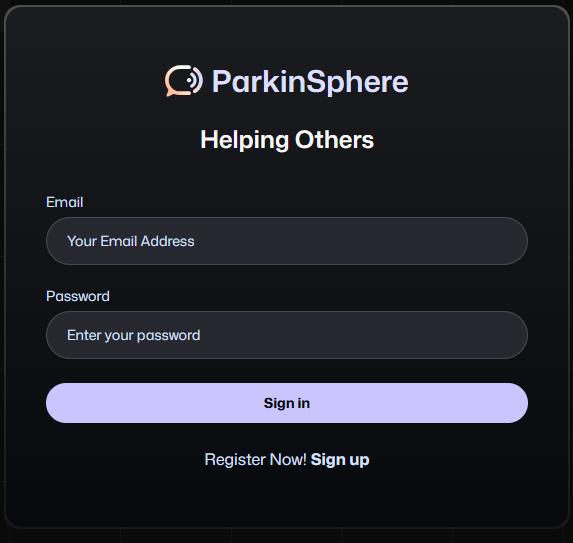 ParkinSphere
Helping Others
Email
Your Email Address
Password
Enter your password
Sign in
Register Now! Sign up